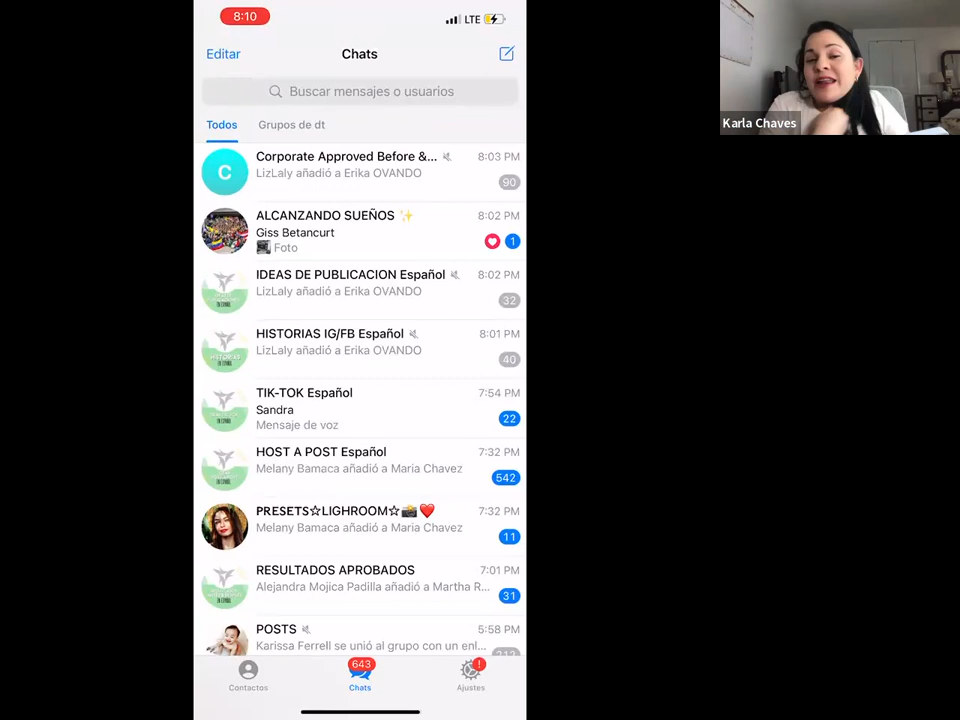 8:10
LTE
Editar
Chats
Buscar mensajes o usuarios
Todos
Grupos de dt
C
Corporate Approved Before &...
8:03 PM
LizLaly añadió a Erika OVANDO
90
ALCANZANDO SUEÑOS ✨
8:02 PM
Giss Betancurt
Foto
1
IDEAS DE PUBLICACION Español
8:02 PM
LizLaly añadió a Erika OVANDO
32
HISTORIAS IG/FB Español
8:01 PM
LizLaly añadió a Erika OVANDO
40
HISTORIAS
EN ESPAÑOL
TIK-TOK Español
7:54 PM
Sandra
Mensaje de voz
22
HOST A POST Español
7:32 PM
Melany Bamaca añadió a Maria Chavez
542
PRESETS☆LIGHROOM☆📸❤️
7:32 PM
Melany Bamaca añadió a Maria Chavez
11
RESULTADOS APROBADOS
7:01 PM
Alejandra Mojica Padilla añadió a Martha R...
31
POSTS
5:58 PM
Karissa Ferrell se unió al grupo con un enl...
Contactos
643
Chats
!
Ajustes
Karla Chaves